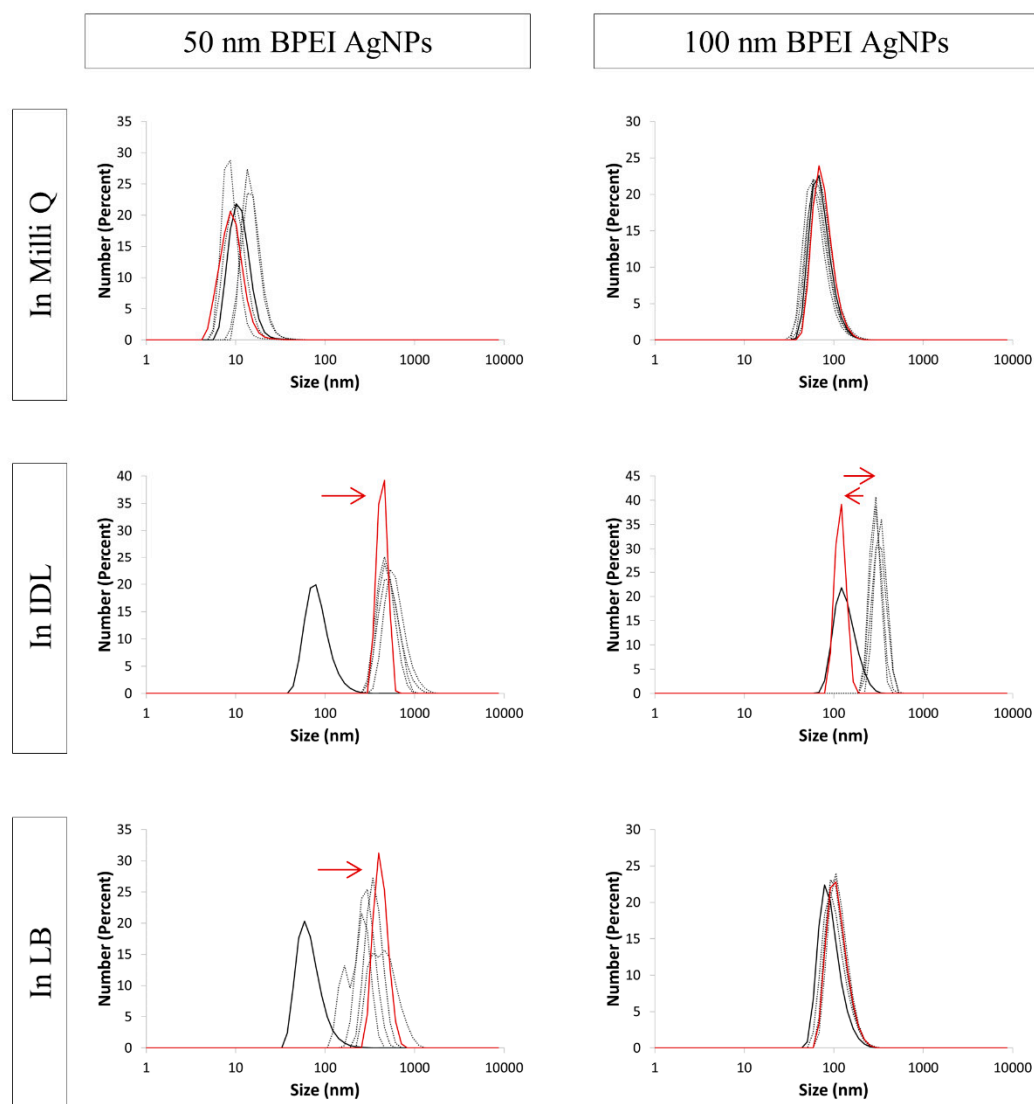 50 nm BPEI AgNPs
100 nm BPEI AgNPs
In Milli Q
Number (Percent)
35
30
25
20
15
10
5
0
1 10 100 1000 10000
Size (nm)
Number (Percent)
30
25
20
15
10
5
0
1 10 100 1000 10000
Size (nm)
In IDL
Number (Percent)
40
35
30
25
20
15
10
5
0
1 10 100 1000 10000
Size (nm)
Number (Percent)
45
40
35
30
25
20
15
10
5
0
1 10 100 1000 10000
Size (nm)
In LB
Number (Percent)
35
30
25
20
15
10
5
0
1 10 100 1000 10000
Size (nm)
Number (Percent)
30
25
20
15
10
5
0
1 10 100 1000 10000
Size (nm)